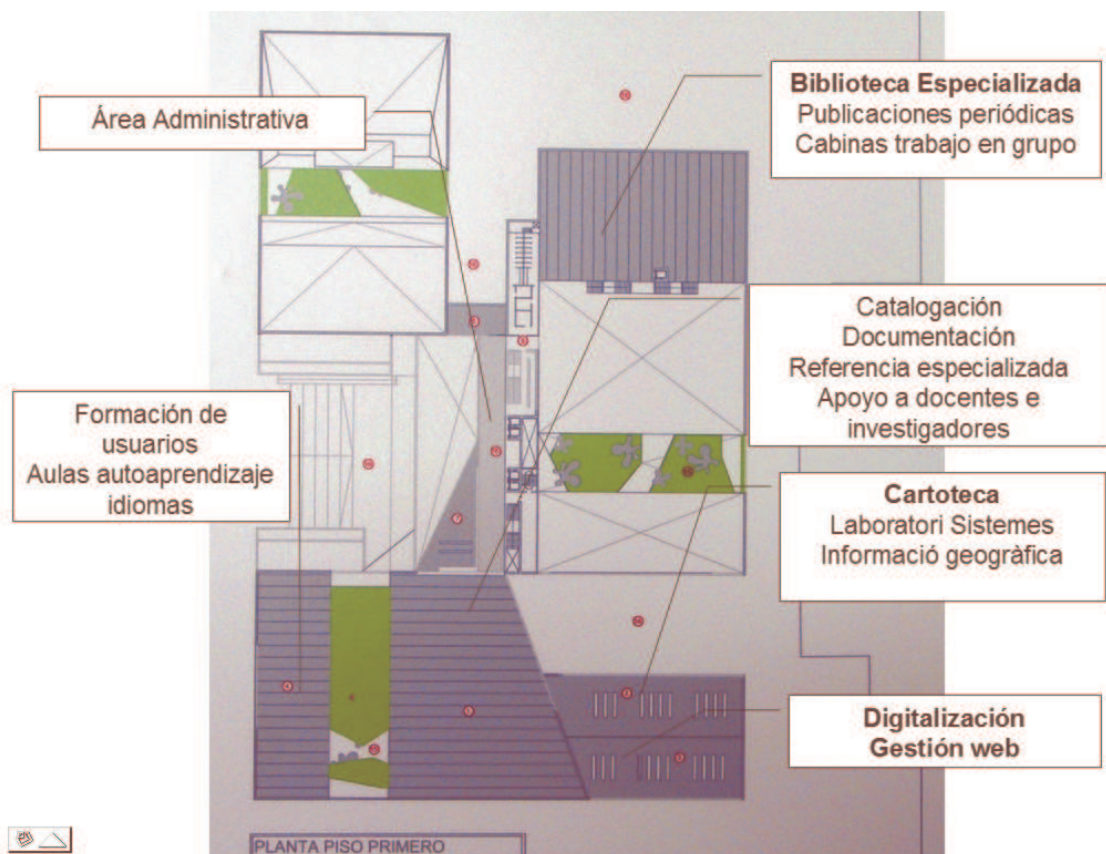 Área Administrativa
Biblioteca Especializada
Publicaciones periódicas
Cabinas trabajo en grupo
Catalogación
Documentación
Referencia especializada
Apoyo a docentes e
investigadores
Formación de
usuarios
Aulas autoaprendizaje
idiomas
Cartoteca
Laboratori Sistemes
Informació geogràfica
Digitalización
Gestión web
PLANTA PISO PRIMERO